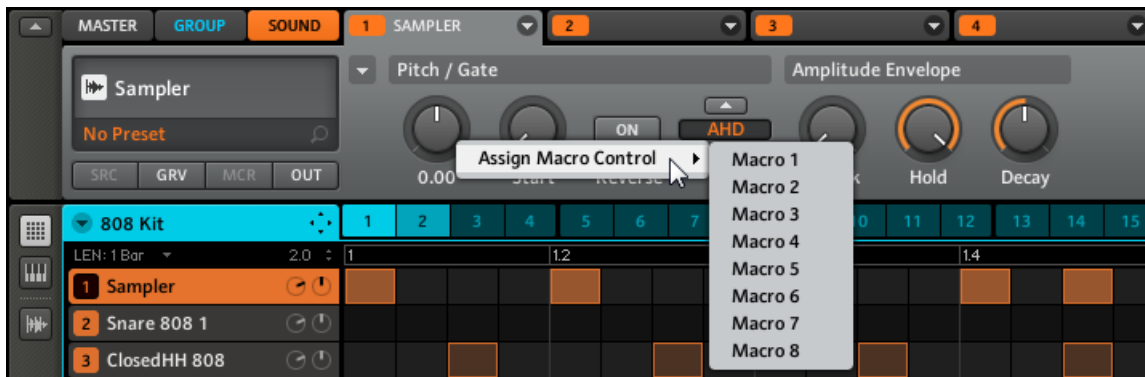 MASTER GROUP SOUND 1 SAMPLER 2 3 4
Pitch / Gate Amplitude Envelope
Sampler
No Preset
ON AHD
Assign Macro Control
SRC GRV MCR OUT
0.00 Start Reverse Hold Decay
Macro 1
Macro 2
Macro 3
Macro 4
Macro 5
Macro 6
Macro 7
Macro 8
808 Kit 1 2 3 4 5 6 7 11 12 13 14 15
LEN: 1 Bar 2.0 1 1.2 1.4
1 Sampler
2 Snare 808 1
3 ClosedHH 808